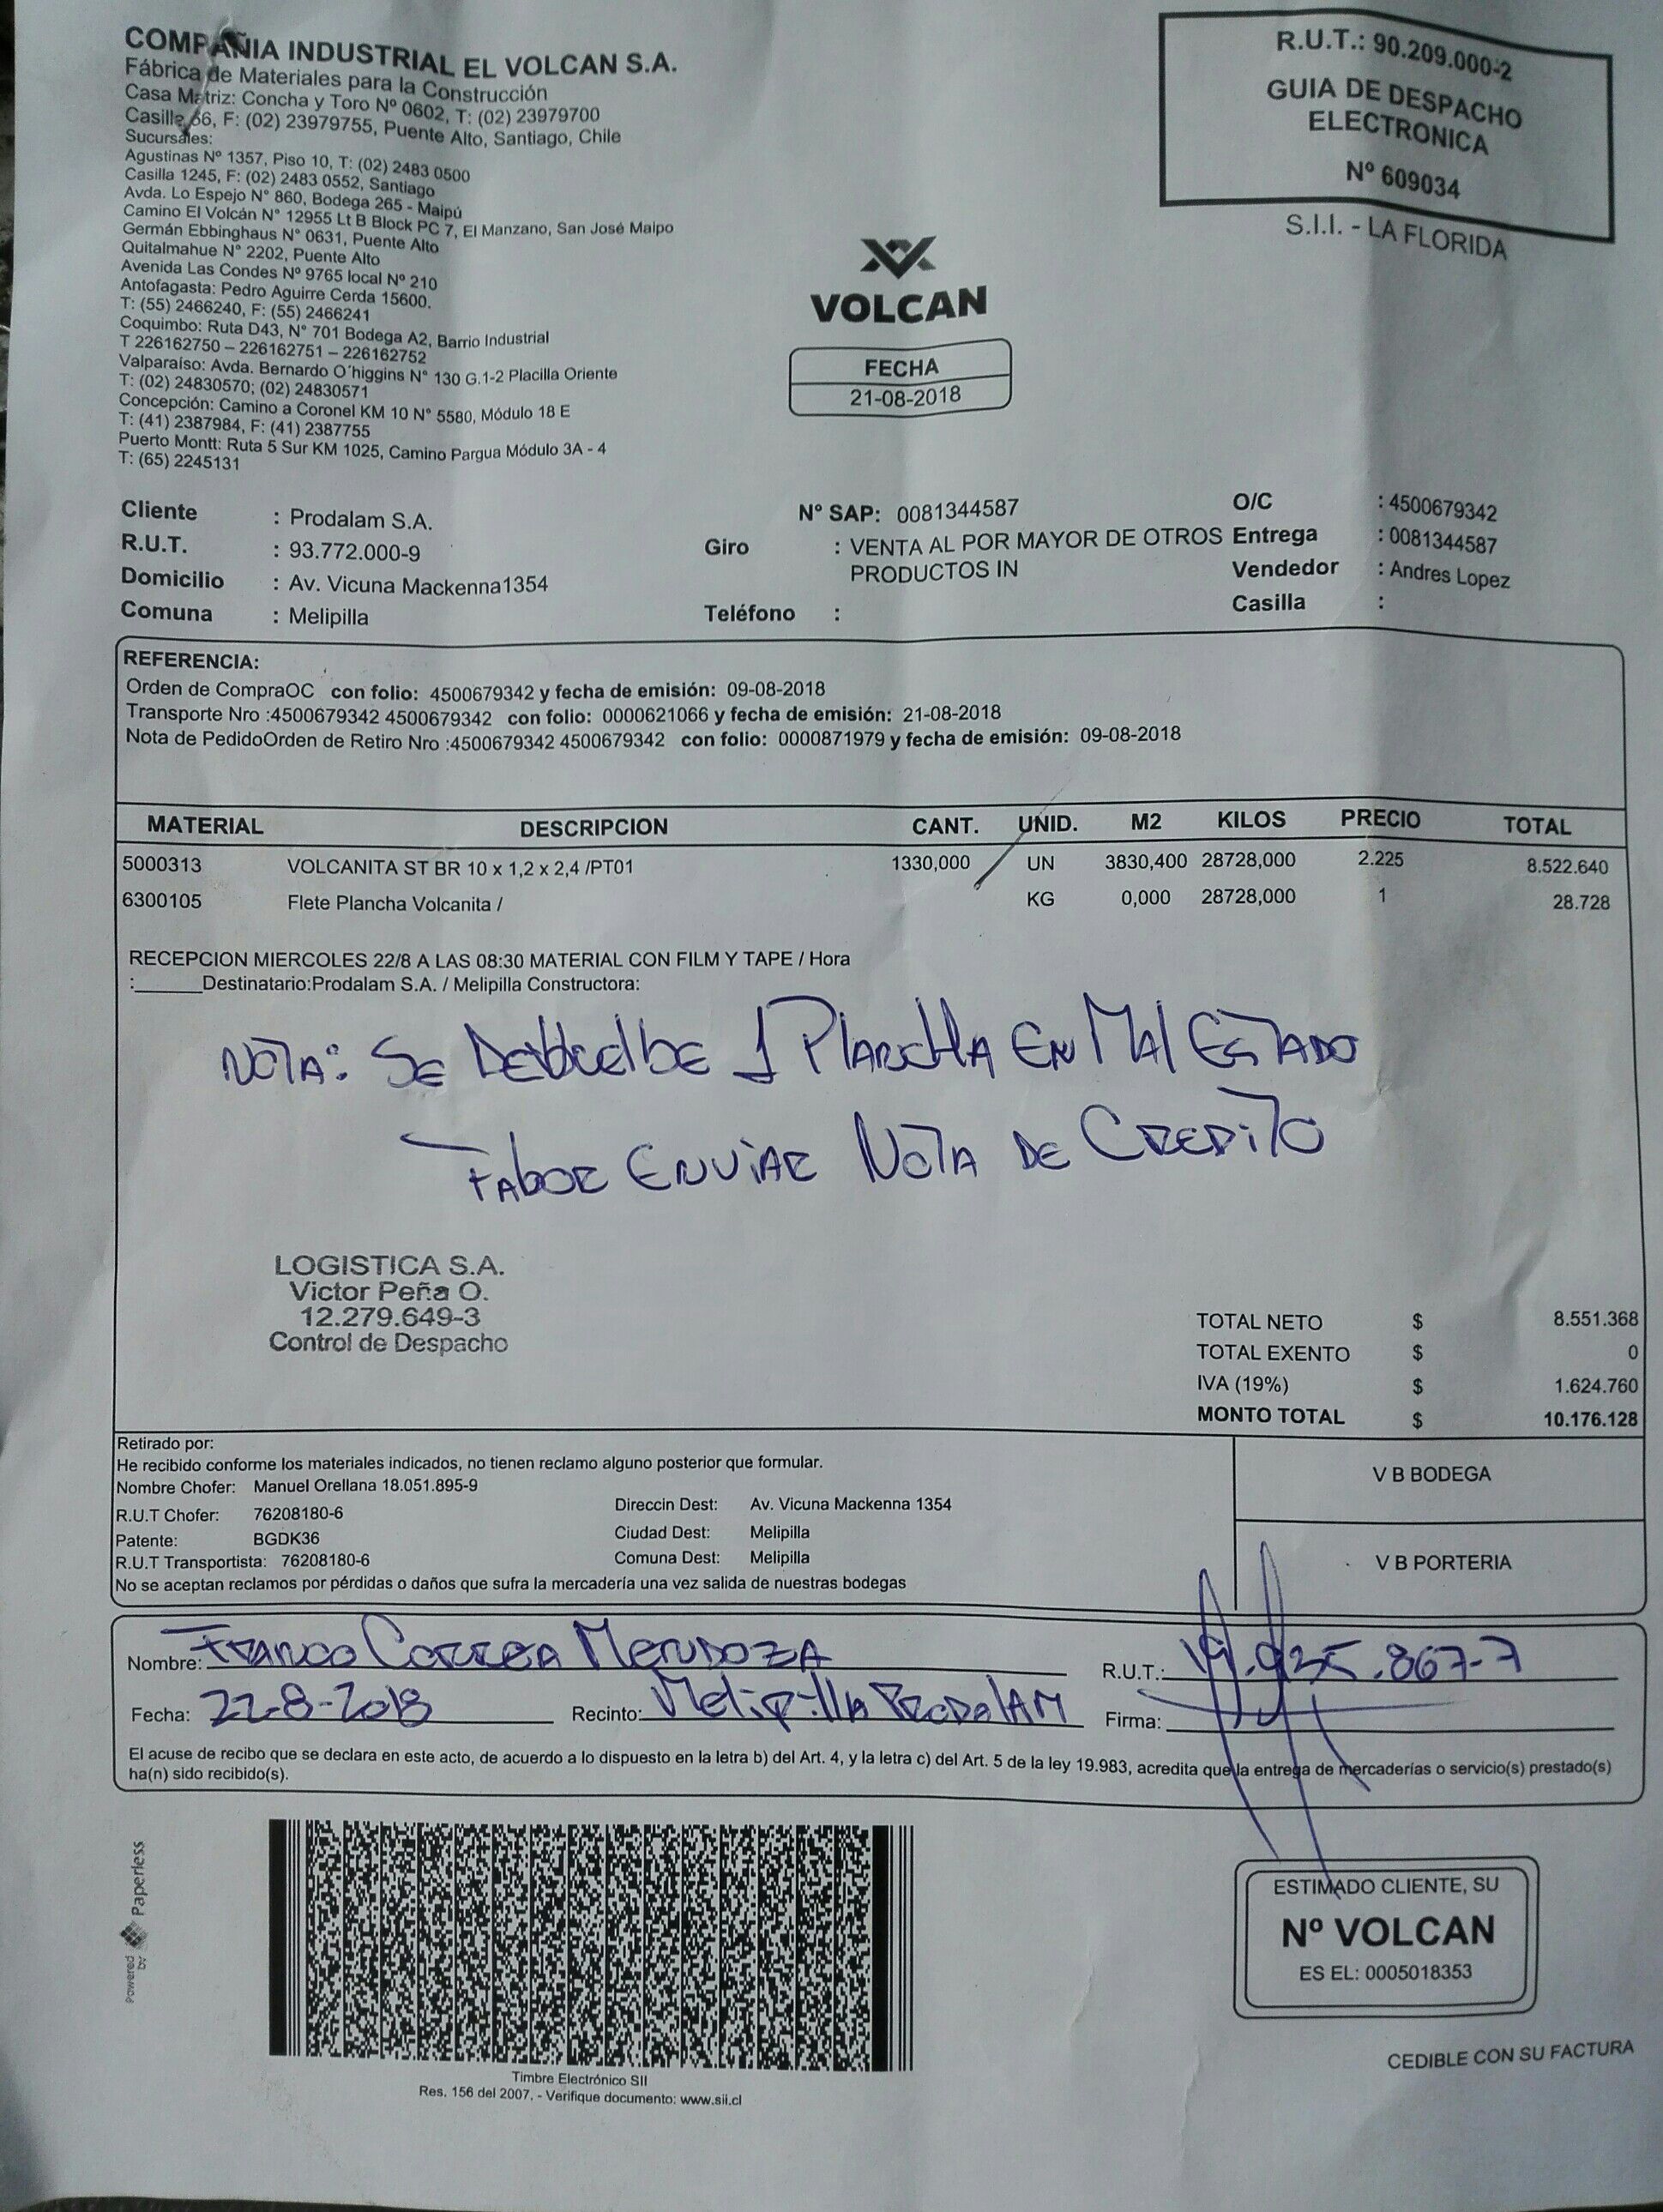 COMPAÑIA INDUSTRIAL EL VOLCAN S.A.
Fábrica de Materiales para la Construcción
Casa Matriz: Concha y Toro Nº 0602, T: (02) 23979700
Casilla 66, F: (02) 23979755, Puente Alto, Santiago, Chile
Sucursales:
Agustinas Nº 1357, Piso 10, T: (02) 2483 0500
Casilla 1245, F: (02) 2483 0552, Santiago
Avda. Lo Espejo N° 860, Bodega 265 - Maipú
Camino El Volcán N° 12955 Lt B Block PC 7, El Manzano, San José Maipo
Germán Ebbinghaus N° 0631, Puente Alto
Quitalmahue N° 2202, Puente Alto
Avenida Las Condes Nº 9765 local Nº 210
Antofagasta: Pedro Aguirre Cerda 15600.
T: (55) 2466240, F: (55) 2466241
Coquimbo: Ruta D43, N° 701 Bodega A2, Barrio Industrial
T 226162750 – 226162751 – 226162752
Valparaíso: Avda. Bernardo O´higgins N° 130 G.1-2 Placilla Oriente
T: (02) 24830570; (02) 24830571
Concepción: Camino a Coronel KM 10 N° 5580, Módulo 18 E
T: (41) 2387984, F: (41) 2387755
Puerto Montt: Ruta 5 Sur KM 1025, Camino Pargua Módulo 3A - 4
T: (65) 2245131
VOLCAN
FECHA
21-08-2018
R.U.T.: 90.209.000-2
GUIA DE DESPACHO
ELECTRONICA
Nº 609034
S.I.I. - LA FLORIDA
Cliente : Prodalam S.A. N° SAP: 0081344587 O/C : 4500679342
R.U.T. : 93.772.000-9 Giro : VENTA AL POR MAYOR DE OTROS Entrega : 0081344587
PRODUCTOS IN
Domicilio : Av. Vicuna Mackenna1354 Vendedor : Andres Lopez
Comuna : Melipilla Teléfono : Casilla :
REFERENCIA:
Orden de CompraOC con folio: 4500679342 y fecha de emisión: 09-08-2018
Transporte Nro :4500679342 4500679342 con folio: 0000621066 y fecha de emisión: 21-08-2018
Nota de PedidoOrden de Retiro Nro :4500679342 4500679342 con folio: 0000871979 y fecha de emisión: 09-08-2018
MATERIAL DESCRIPCION CANT. UNID. M2 KILOS PRECIO TOTAL
5000313 VOLCANITA ST BR 10 x 1,2 x 2,4 /PT01 1330,000 UN 3830,400 28728,000 2.225 8.522.640
6300105 Flete Plancha Volcanita / KG 0,000 28728,000 1 28.728
RECEPCION MIERCOLES 22/8 A LAS 08:30 MATERIAL CON FILM Y TAPE / Hora
:______Destinatario:Prodalam S.A. / Melipilla Constructora:
NOTA: SE DEbuelbe 1 PlancHA EN MAl ESTADO
FAboR ENViAR NOTA DE CREDiTO
LOGISTICA S.A.
Victor Peña O.
12.279.649-3
Control de Despacho
TOTAL NETO $ 8.551.368
TOTAL EXENTO $ 0
IVA (19%) $ 1.624.760
MONTO TOTAL $ 10.176.128
Retirado por:
He recibido conforme los materiales indicados, no tienen reclamo alguno posterior que formular.
Nombre Chofer: Manuel Orellana 18.051.895-9
R.U.T Chofer: 76208180-6 Direccin Dest: Av. Vicuna Mackenna 1354
Patente: BGDK36 Ciudad Dest: Melipilla
R.U.T Transportista: 76208180-6 Comuna Dest: Melipilla
No se aceptan reclamos por pérdidas o daños que sufra la mercadería una vez salida de nuestras bodegas
V B BODEGA
V B PORTERIA
Nombre: Franco Correa Mendoza R.U.T.: 19.925.867-7
Fecha: 22-8-2018 Recinto: Melipilla PRODALAM Firma:
El acuse de recibo que se declara en este acto, de acuerdo a lo dispuesto en la letra b) del Art. 4, y la letra c) del Art. 5 de la ley 19.983, acredita que la entrega de mercaderías o servicio(s) prestado(s)
ha(n) sido recibido(s).
Powered by Paperless
Timbre Electrónico SII
Res. 156 del 2007, - Verifique documento: www.sii.cl
ESTIMADO CLIENTE, SU
Nº VOLCAN
ES EL: 0005018353
CEDIBLE CON SU FACTURA